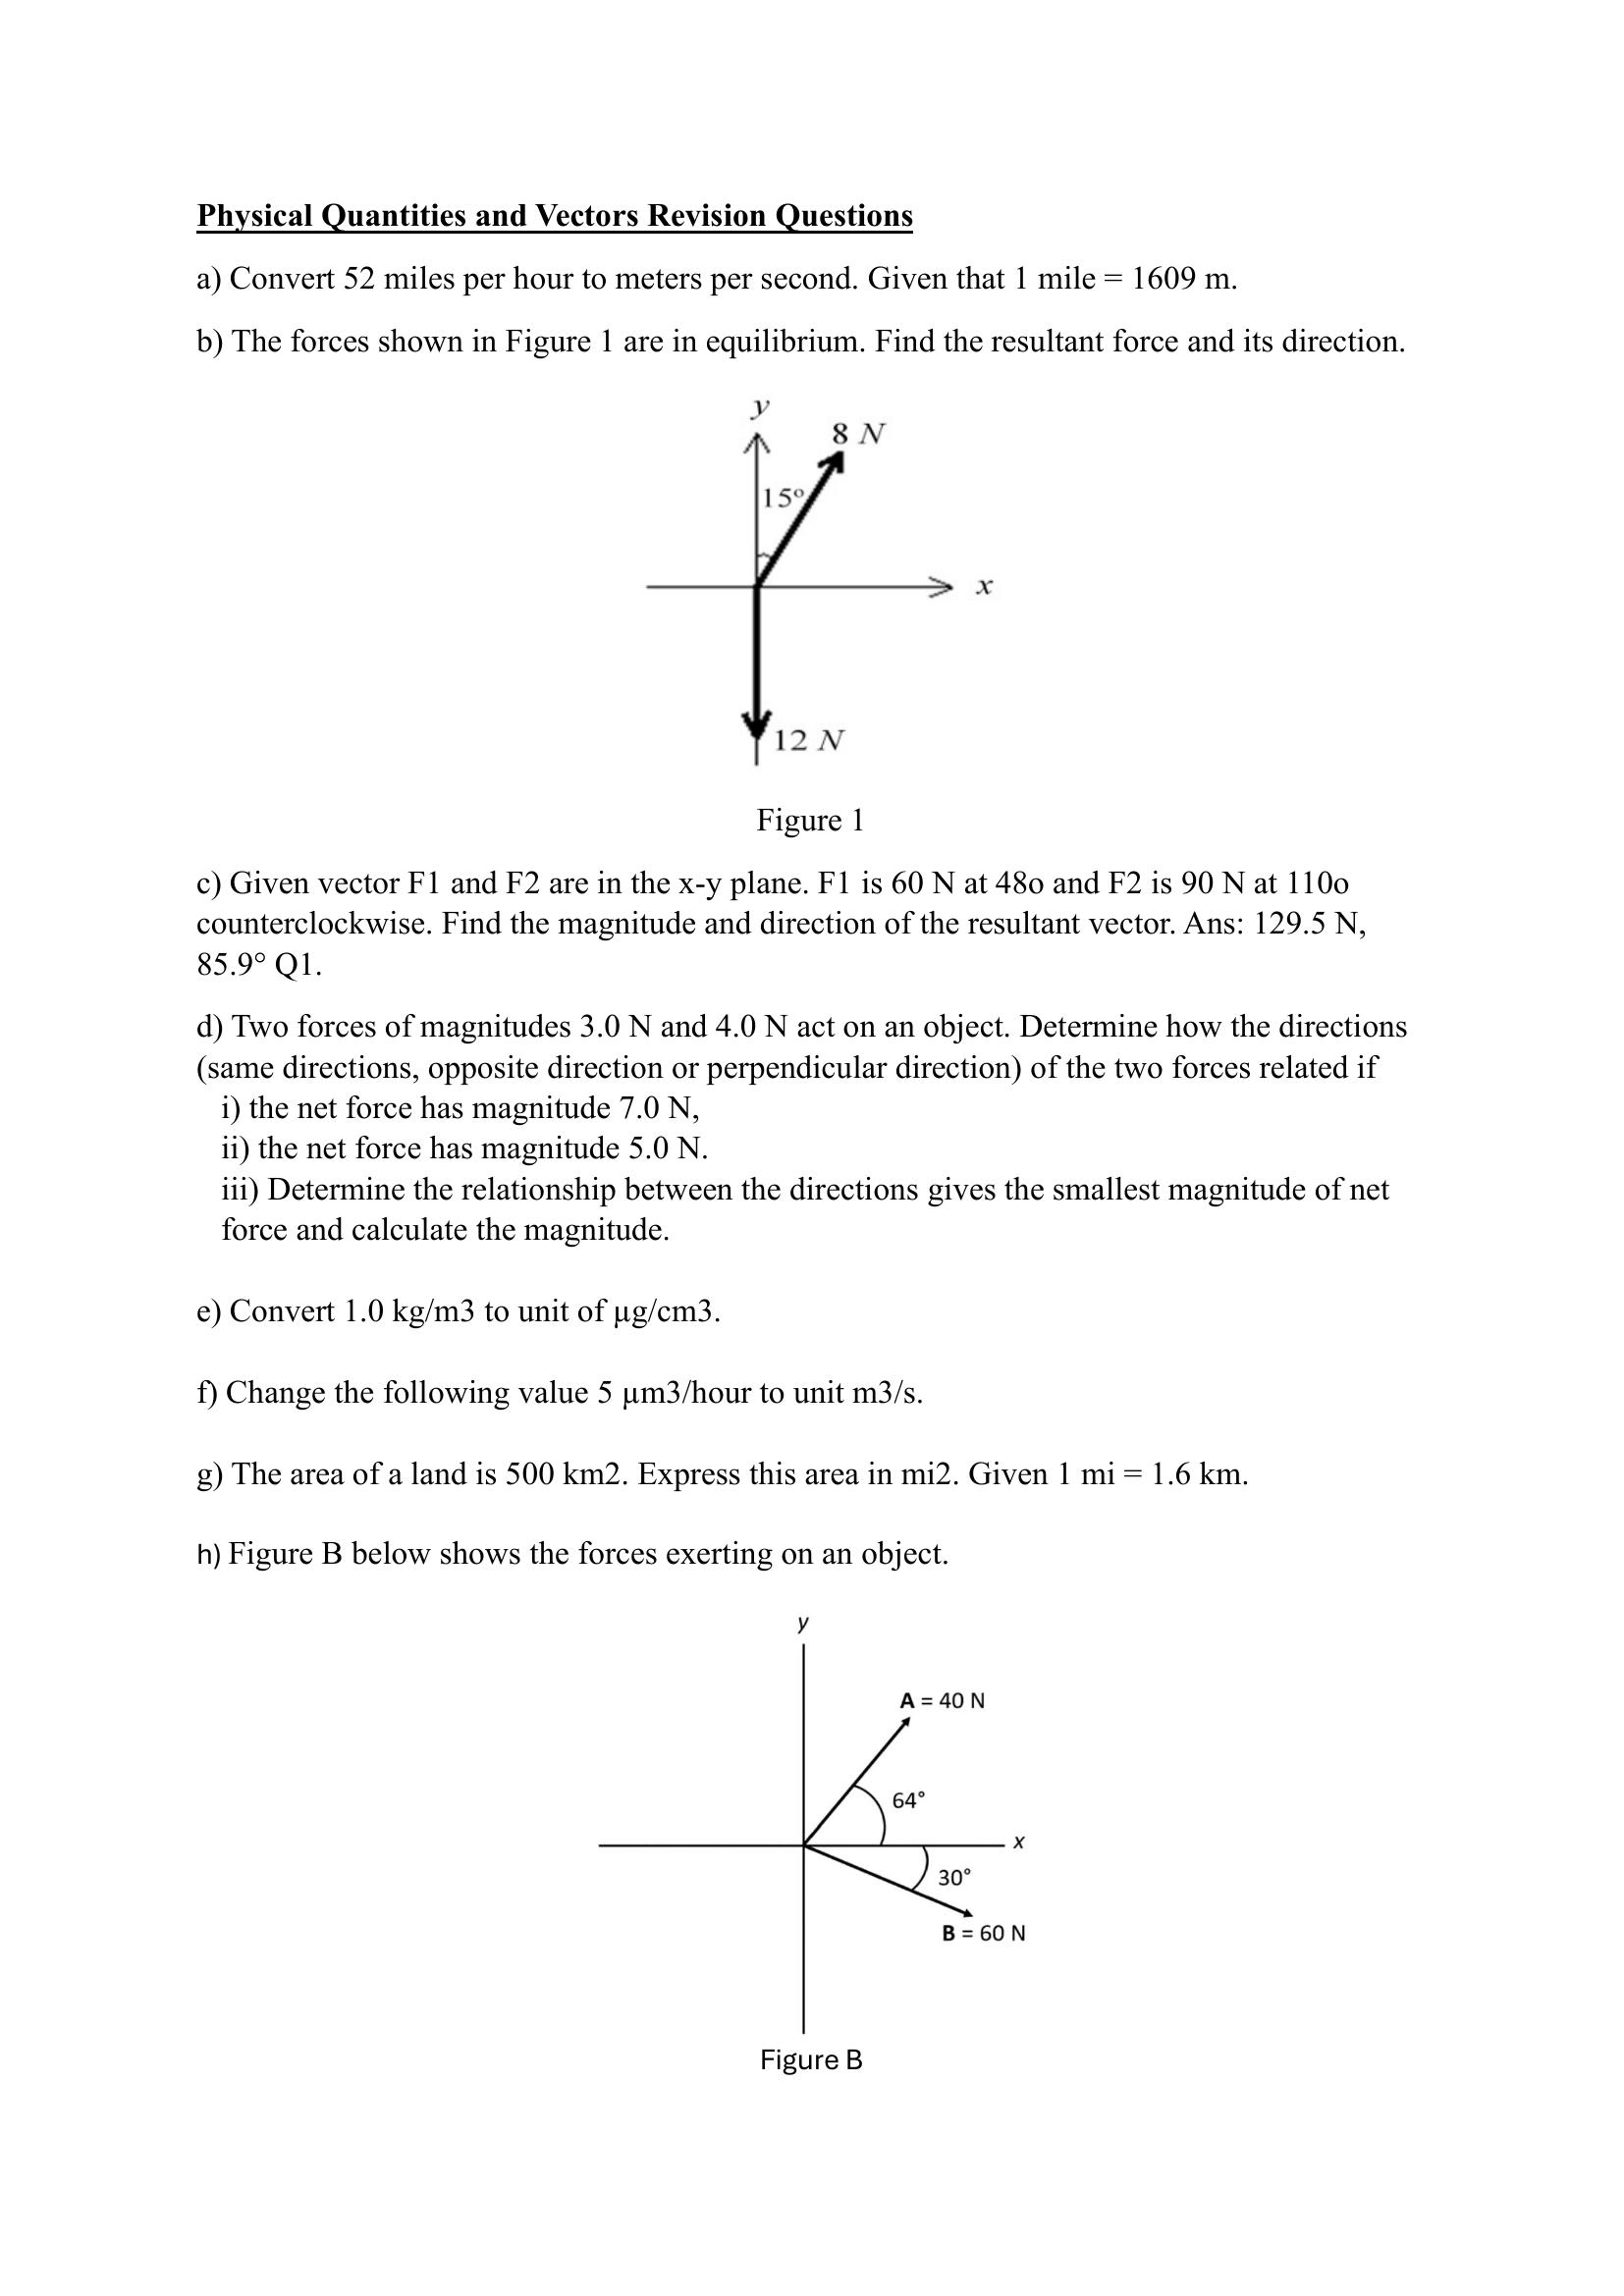 Physical Quantities and Vectors Revision Questions
a) Convert 52 miles per hour to meters per second. Given that 1 mile = 1609 m.
b) The forces shown in Figure 1 are in equilibrium. Find the resultant force and its direction.
y
8 N
15º
x
12 N
Figure 1
c) Given vector F1 and F2 are in the x-y plane. F1 is 60 N at 48o and F2 is 90 N at 110o
counterclockwise. Find the magnitude and direction of the resultant vector. Ans: 129.5 N,
85.9° Q1.
d) Two forces of magnitudes 3.0 N and 4.0 N act on an object. Determine how the directions
(same directions, opposite direction or perpendicular direction) of the two forces related if
i) the net force has magnitude 7.0 N,
ii) the net force has magnitude 5.0 N.
iii) Determine the relationship between the directions gives the smallest magnitude of net
force and calculate the magnitude.
e) Convert 1.0 kg/m3 to unit of µg/cm3.
f) Change the following value 5 µm3/hour to unit m3/s.
g) The area of a land is 500 km2. Express this area in mi2. Given 1 mi = 1.6 km.
h) Figure B below shows the forces exerting on an object.
y
A = 40 N
64°
x
30°
B = 60 N
Figure B